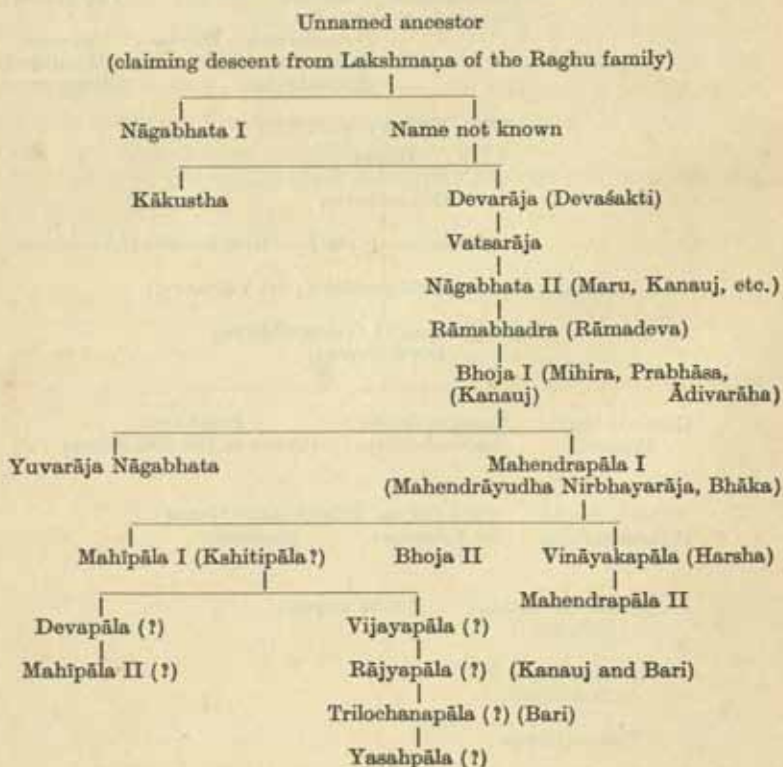 Unnamed ancestor
(claiming descent from Lakshmaṇa of the Raghu family)
Nāgabhata I Name not known
Kākustha Devarāja (Devaśakti)
Vatsarāja
Nāgabhata II (Maru, Kanauj, etc.)
Rāmabhadra (Rāmadeva)
Bhoja I (Mihira, Prabhāsa,
(Kanauj) Ādivarāha)
Yuvarāja Nāgabhata Mahendrapāla I
(Mahendrāyudha Nirbhayarāja, Bhāka)
Mahīpāla I (Kshitipāla?) Bhoja II Vināyakapāla (Harsha)
Mahendrapāla II
Devapāla (?) Vijayapāla (?)
Mahīpāla II (?) Rājyapāla (?) (Kanauj and Bari)
Trilochanapāla (?) (Bari)
Yasahpāla (?)